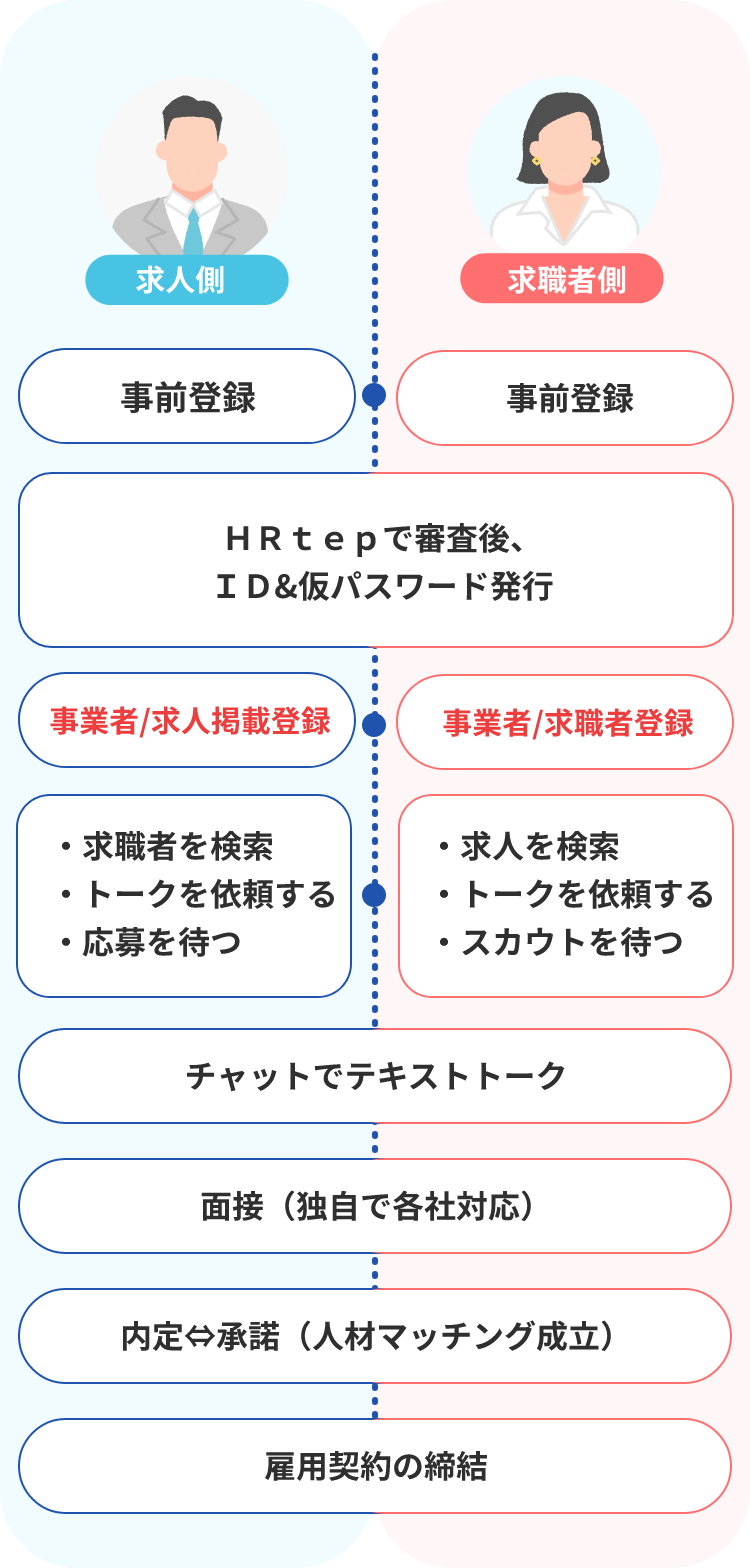 求人側
求職者側
事前登録
事前登録
ＨＲｔｅｐで審査後、
ＩＤ&仮パスワード発行
事業者/求人掲載登録
事業者/求職者登録
・求職者を検索
・トークを依頼する
・応募を待つ
・求人を検索
・トークを依頼する
・スカウトを待つ
チャットでテキストトーク
面接（独自で各社対応）
内定⇔承諾（人材マッチング成立）
雇用契約の締結